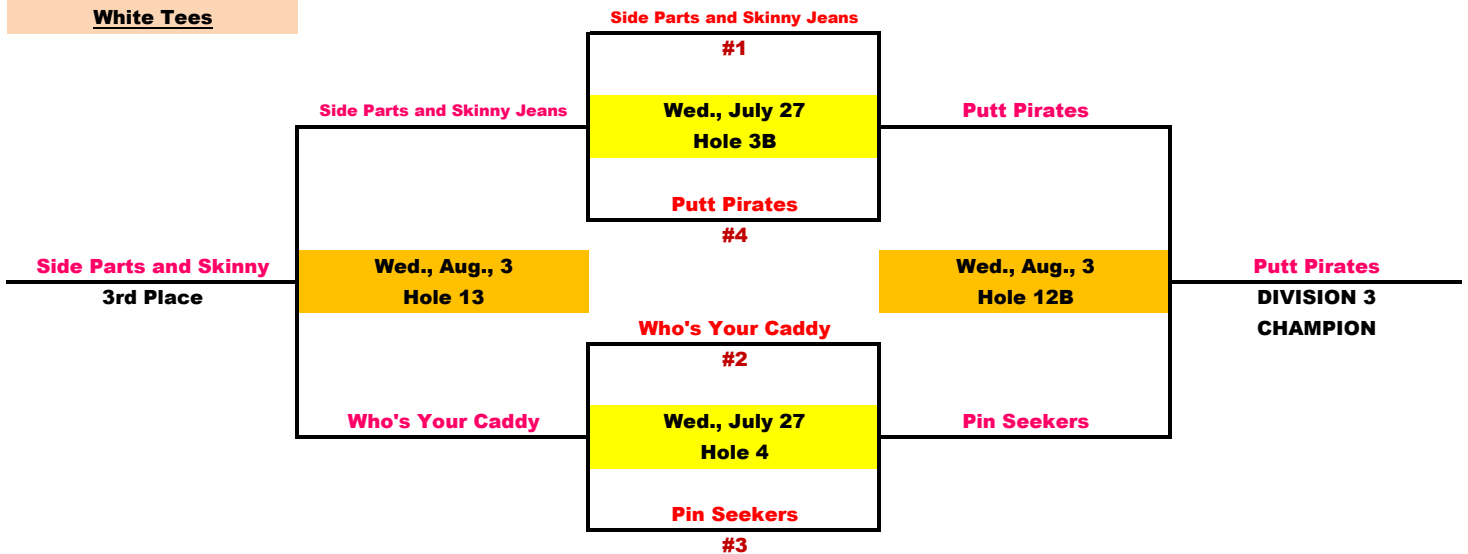 White Tees
Side Parts and Skinny Jeans
#1
Side Parts and Skinny Jeans
Wed., July 27
Hole 3B
Putt Pirates
Putt Pirates
#4
Side Parts and Skinny
3rd Place
Wed., Aug., 3
Hole 13
Wed., Aug., 3
Hole 12B
Putt Pirates
DIVISION 3
CHAMPION
Who's Your Caddy
#2
Who's Your Caddy
Wed., July 27
Hole 4
Pin Seekers
Pin Seekers
#3